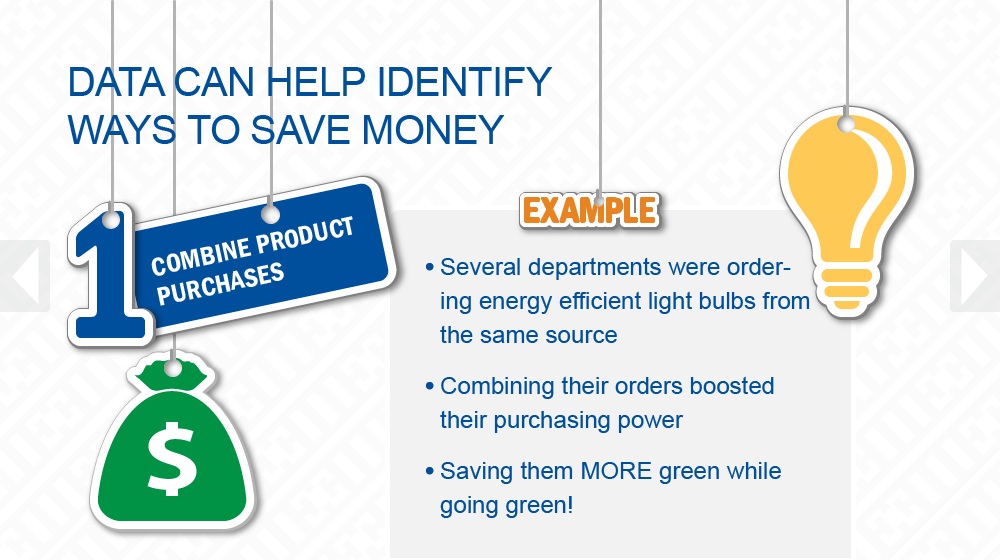 DATA CAN HELP IDENTIFY
WAYS TO SAVE MONEY
1
COMBINE PRODUCT
PURCHASES
$
EXAMPLE
• Several departments were order-
ing energy efficient light bulbs from
the same source
• Combining their orders boosted
their purchasing power
• Saving them MORE green while
going green!